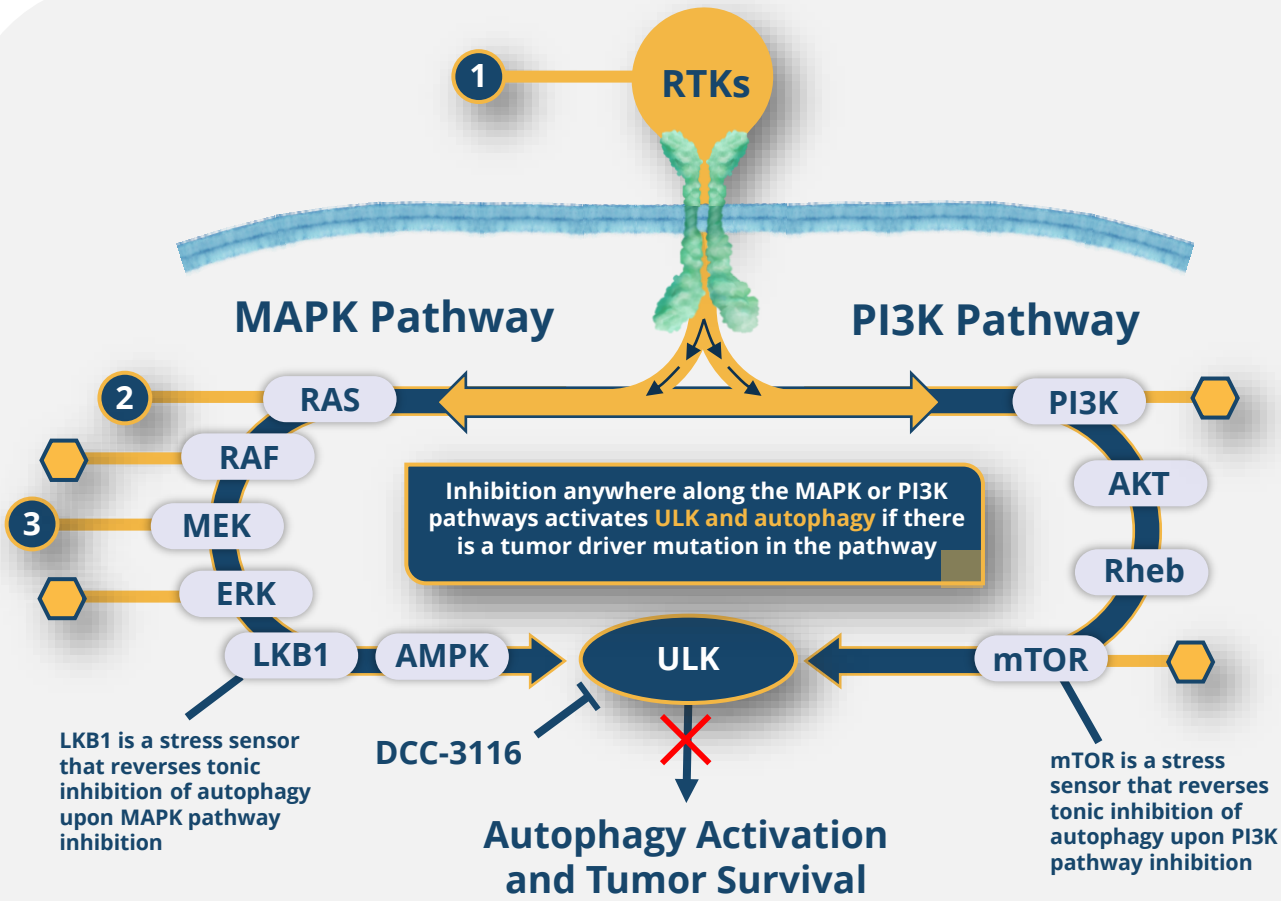 1
RTKs
MAPK Pathway
PI3K Pathway
2
RAS
PI3K
RAF
AKT
3
MEK
ERK
Rheb
Inhibition anywhere along the MAPK or PI3K
pathways activates ULK and autophagy if there
is a tumor driver mutation in the pathway
LKB1
AMPK
ULK
mTOR
DCC-3116
LKB1 is a stress sensor
that reverses tonic
inhibition of autophagy
upon MAPK pathway
inhibition
mTOR is a stress
sensor that reverses
tonic inhibition of
autophagy upon PI3K
pathway inhibition
Autophagy Activation
and Tumor Survival